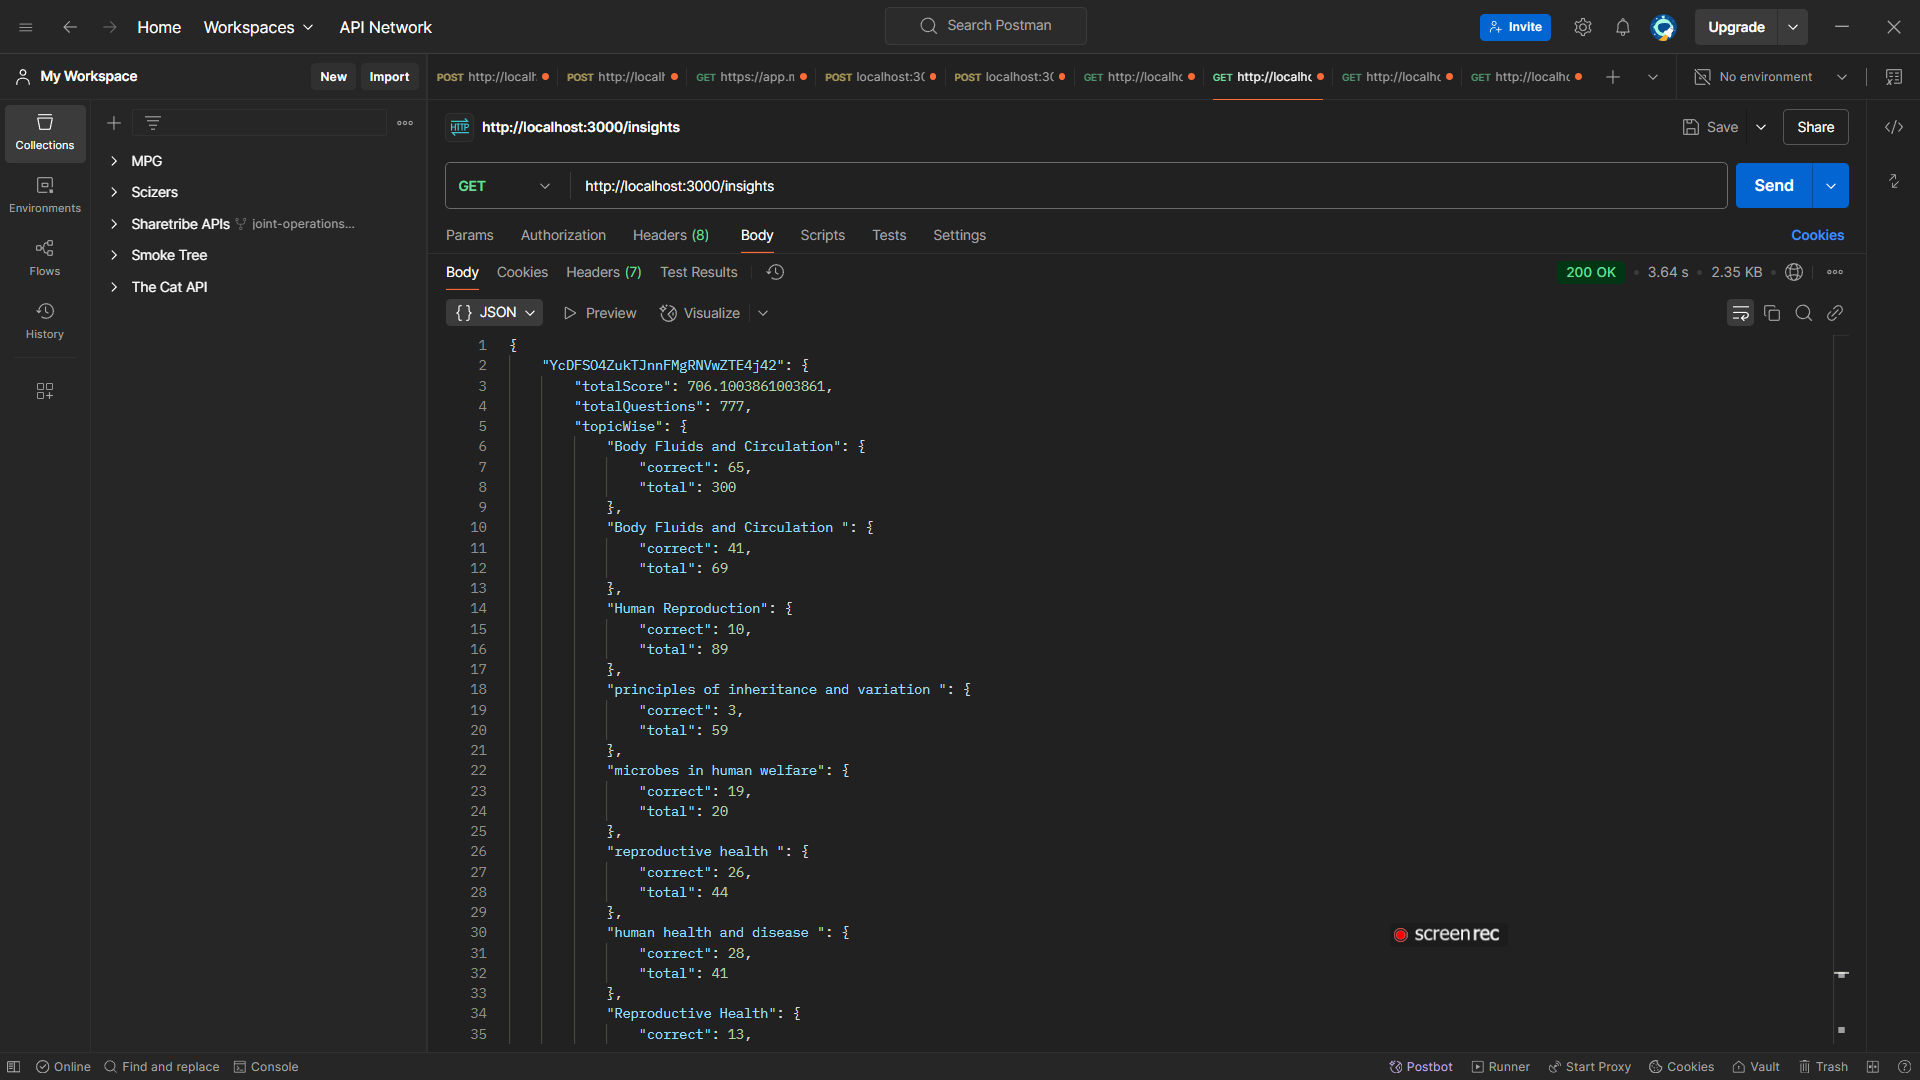 Home Workspaces API Network Search Postman Invite Upgrade
My Workspace New Import POST http://localh POST http://localh GET https://app.n POST localhost:30 POST localhost:30 GET http://localhc GET http://localhc GET http://localhc GET http://localhc No environment
Collections
Environments
Flows
History
MPG
Scizers
Sharetribe APIs joint-operations...
Smoke Tree
The Cat API
HTTP http://localhost:3000/insights Save Share
GET http://localhost:3000/insights Send
Params Authorization Headers (8) Body Scripts Tests Settings Cookies
Body Cookies Headers (7) Test Results 200 OK • 3.64 s • 2.35 KB •
{} JSON Preview Visualize
1 {
2 "YcDFSO4ZukTJnnFMgRNVwZTE4j42": {
3 "totalScore": 706.1003861003861,
4 "totalQuestions": 777,
5 "topicWise": {
6 "Body Fluids and Circulation": {
7 "correct": 65,
8 "total": 300
9 },
10 "Body Fluids and Circulation ": {
11 "correct": 41,
12 "total": 69
13 },
14 "Human Reproduction": {
15 "correct": 10,
16 "total": 89
17 },
18 "principles of inheritance and variation ": {
19 "correct": 3,
20 "total": 59
21 },
22 "microbes in human welfare": {
23 "correct": 19,
24 "total": 20
25 },
26 "reproductive health ": {
27 "correct": 26,
28 "total": 44
29 },
30 "human health and disease ": {
31 "correct": 28,
32 "total": 41
33 },
34 "Reproductive Health": {
35 "correct": 13,
screenrec
Online Find and replace Console Postbot Runner Start Proxy Cookies Vault Trash